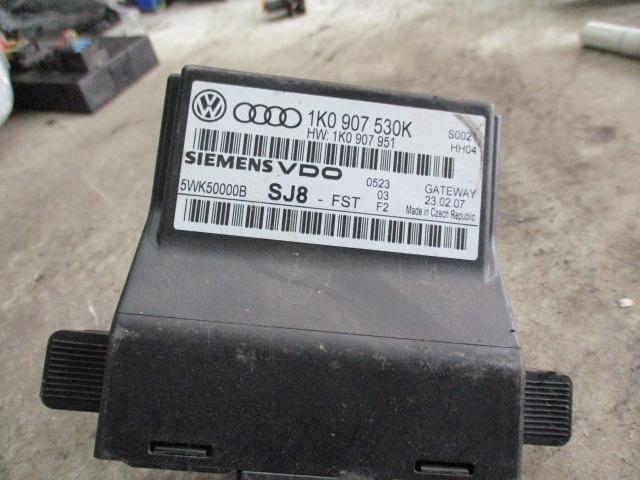 1K0 907 530K
HW: 1K0 907 951
S0021
HH04
SIEMENS VDO
5WK50000B SJ8 - FST
0523
03
F2
GATEWAY
23.02.07
Made in Czech Republic